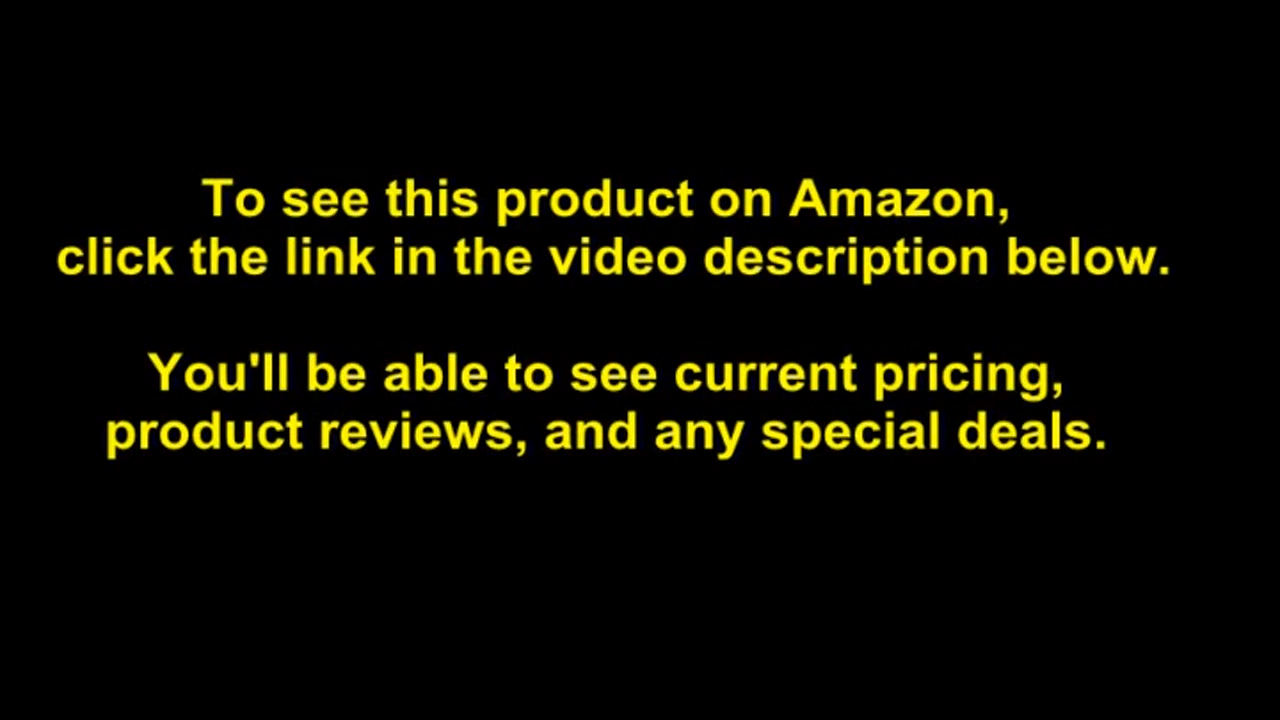 To see this product on Amazon,
click the link in the video description below.
You'll be able to see current pricing,
product reviews, and any special deals.